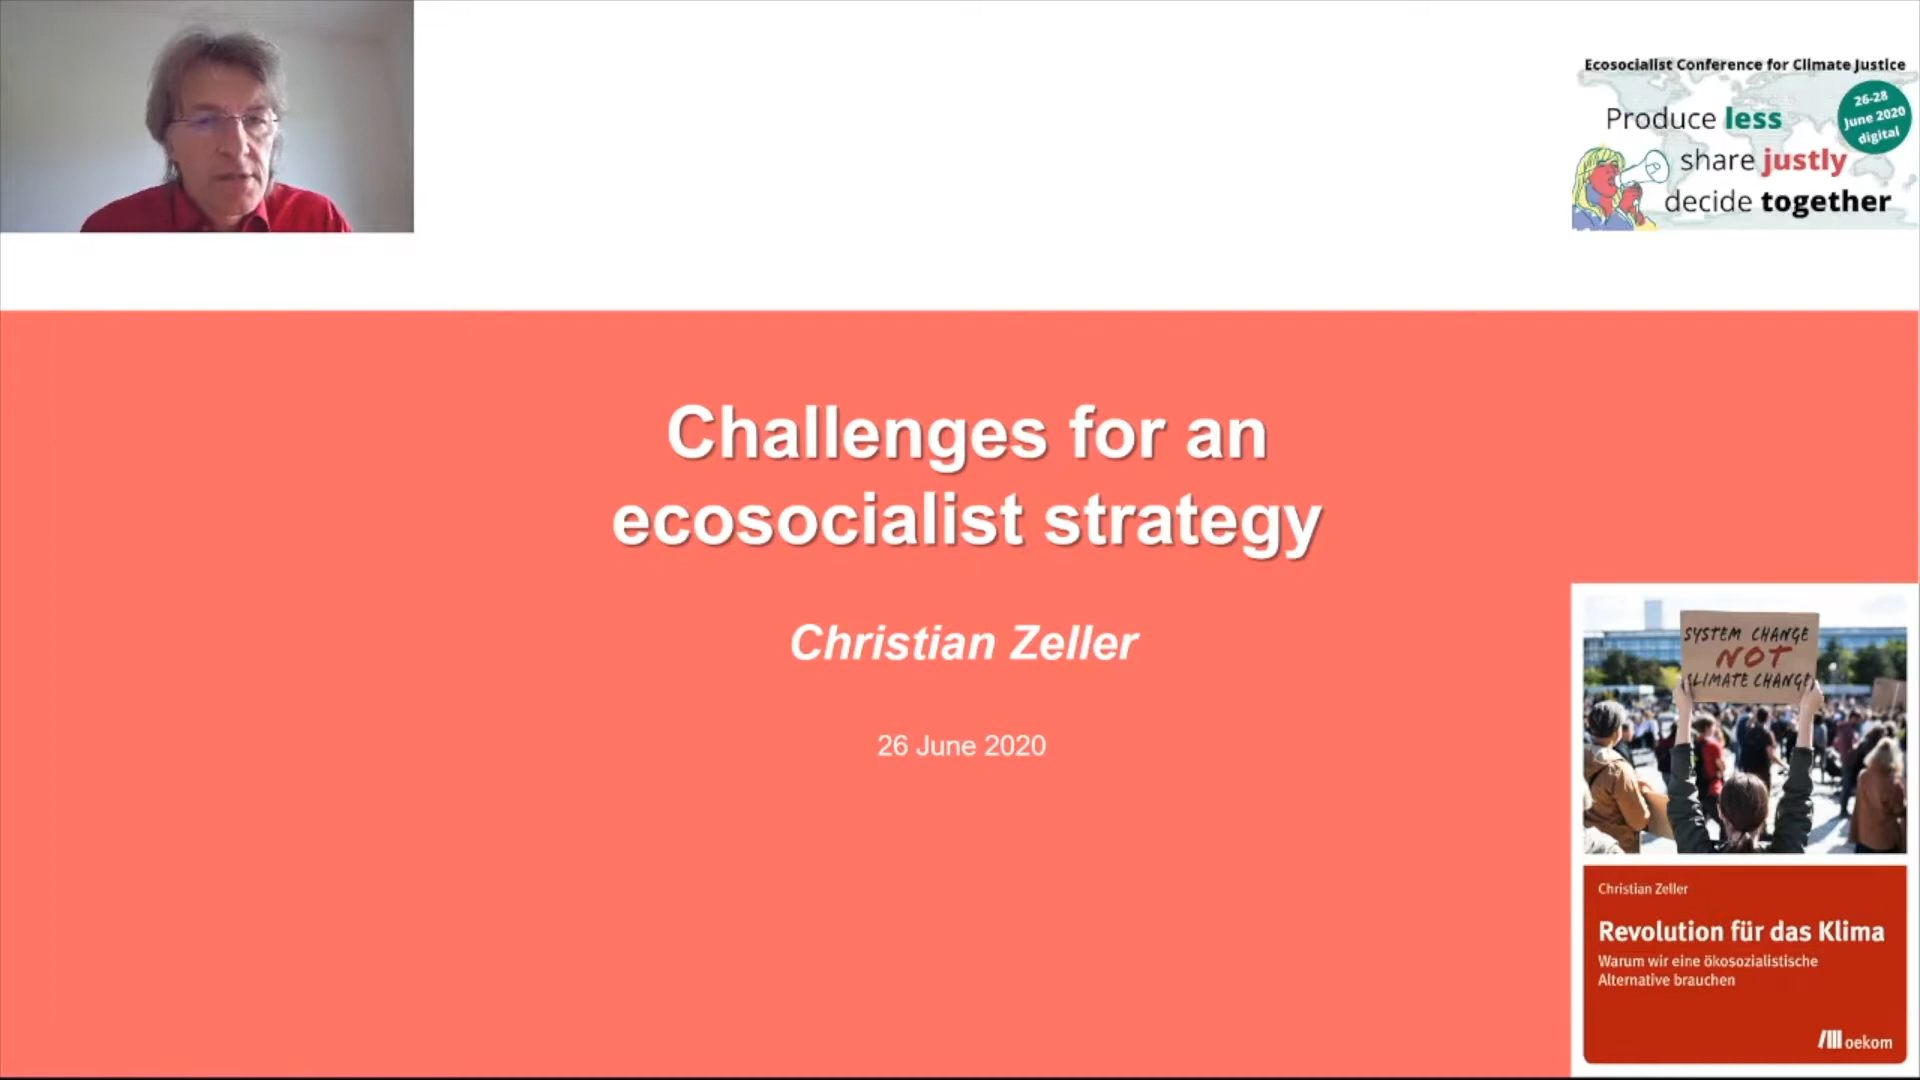 Ecosocialist Conference for Climate Justice
26-28
June 2020
digital
Produce less
share justly
decide together
Challenges for an
ecosocialist strategy
Christian Zeller
26 June 2020
SYSTEM CHANGE
NOT
CLIMATE CHANGE
Christian Zeller
Revolution für das Klima
Warum wir eine ökosozialistische
Alternative brauchen
oekom